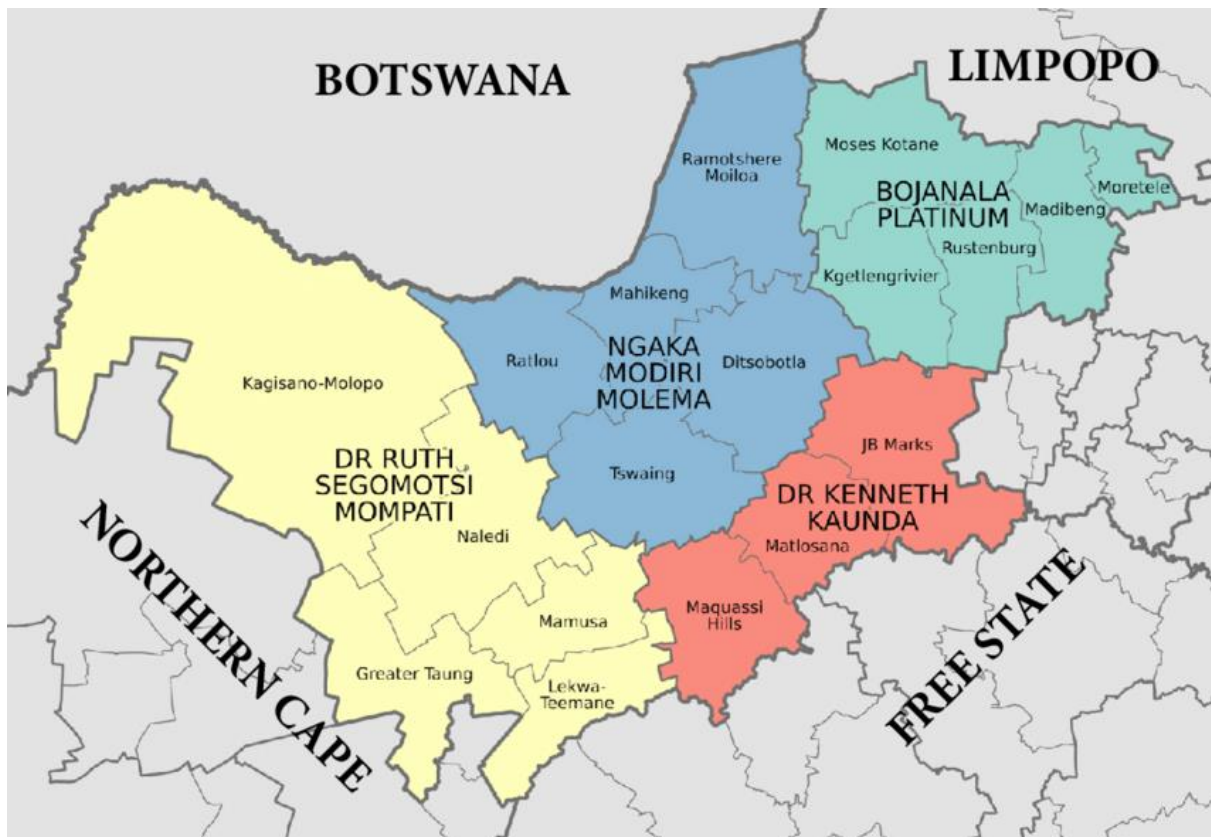 BOTSWANA
LIMPOPO
Ramotshere
Moiloa
Moses Kotane
BOJANALA
PLATINUM
Moretele
Madibeng
Rustenburg
Kgetlengrivier
Mahikeng
Ratlou
NGAKA
MODIRI
MOLEMA
Ditsobotla
Tswaing
Kagisano-Molopo
DR RUTH
SEGOMOTSI
MOMPATI
Naledi
JB Marks
DR KENNETH
KAUNDA
Matlosana
Maquassi
Hills
Mamusa
Greater Taung
Lekwa-
Teemane
NORTHERN CAPE
FREE STATE